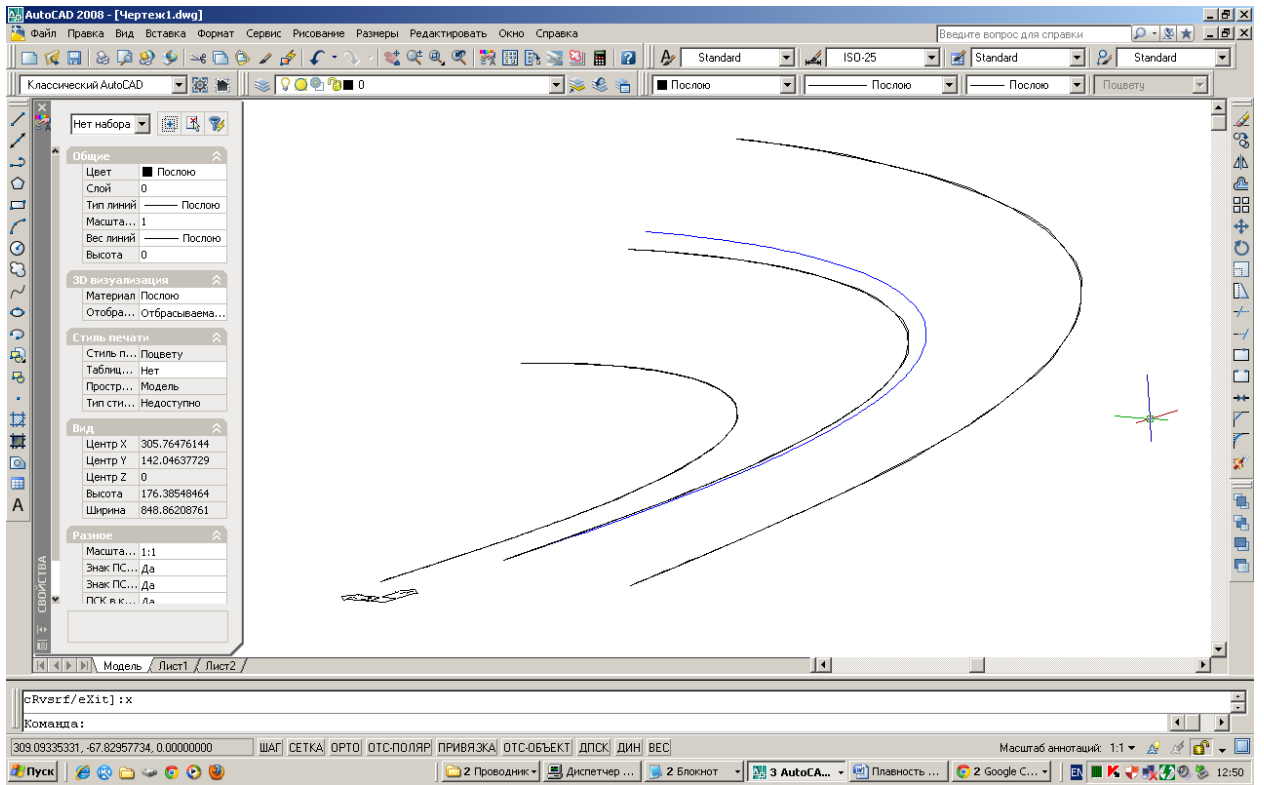 AutoCAD 2008 - [Чертеж1.dwg]
Файл Правка Вид Вставка Формат Сервис Рисование Размеры Редактировать Окно Справка
Введите вопрос для справки
Standard ISO-25 Standard Standard
Классический AutoCAD 0 Послою Послою Послою Поцвету
Нет набора
Общие
Цвет Послою
Слой 0
Тип линий Послою
Масшта... 1
Вес линий Послою
Высота 0
3D визуализация
Материал Послою
Отобра... Отбрасываема...
Стиль печати
Стиль п... Поцвету
Таблиц... Нет
Простр... Модель
Тип сти... Недоступно
Вид
Центр X 305.76476144
Центр Y 142.04637729
Центр Z 0
Высота 176.38548464
Ширина 848.86208761
Разное
Масшта... 1:1
Знак ПС... Да
Знак ПС... Да
ПСК в к... Да
СВОЙСТВА
Модель Лист1 Лист2
cRvsrf/eXit]:x
Команда:
309.09335331, -67.82957734, 0.00000000 ШАГ СЕТКА ОРТО ОТС-ПОЛЯР ПРИВЯЗКА ОТС-ОБЪЕКТ ДПСК ДИН ВЕС Масштаб аннотаций: 1:1
Пуск 2 Проводник Диспетчер ... 2 Блокнот 3 AutoCA... Плавность ... 2 Google C... EN 12:50